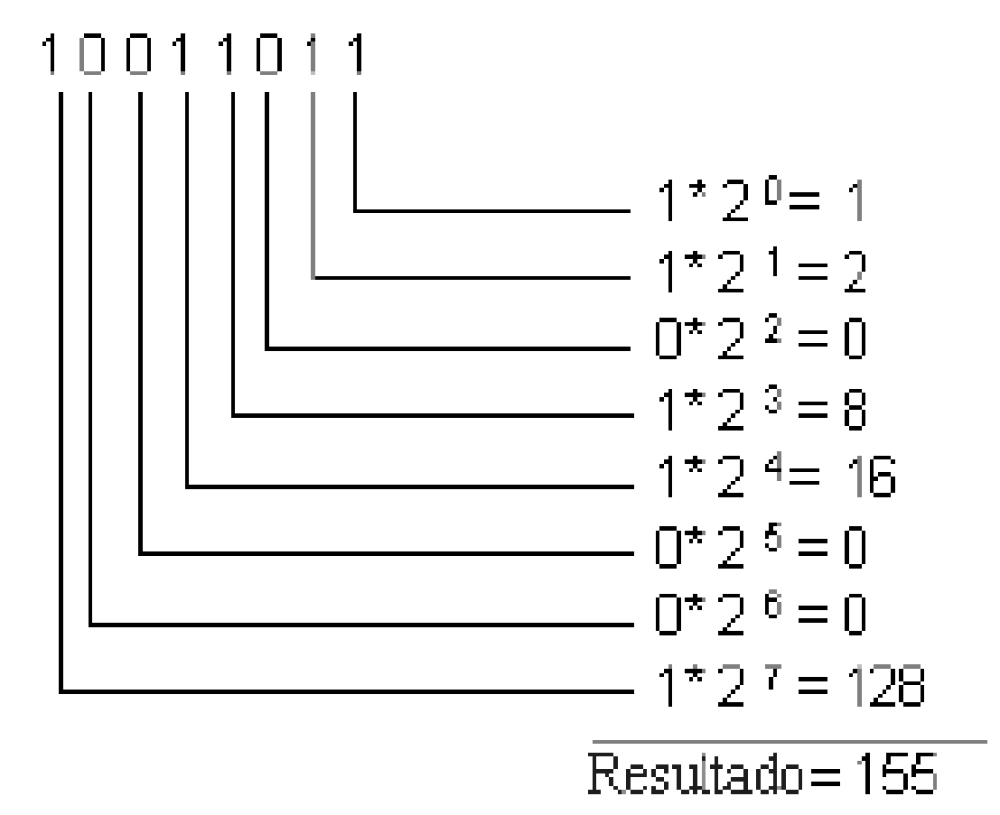 1 0 0 1 1 0 1 1
1 * 2 ⁰ = 1
1 * 2 ¹ = 2
0 * 2 ² = 0
1 * 2 ³ = 8
1 * 2 ⁴ = 16
0 * 2 ⁵ = 0
0 * 2 ⁶ = 0
1 * 2 ⁷ = 128
Resultado = 155